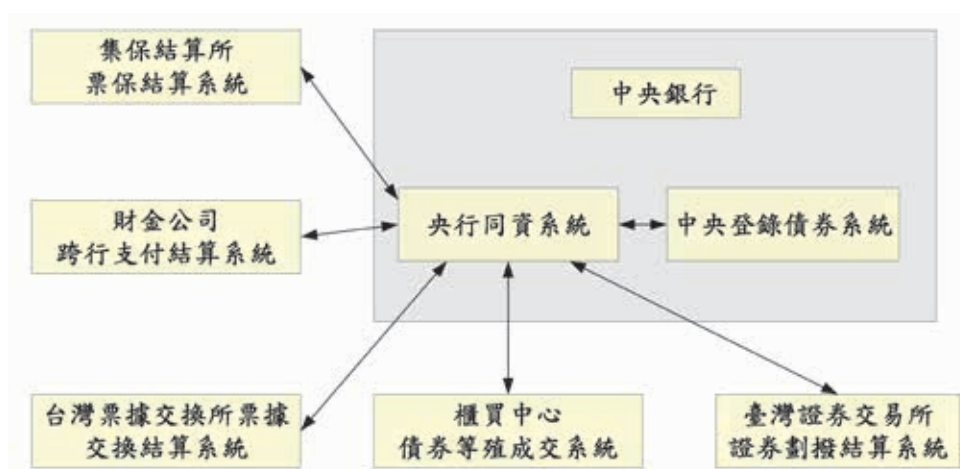 集保結算所
票保結算系統
中央銀行
財金公司
跨行支付結算系統
央行同資系統
中央登錄債券系統
台灣票據交換所票據
交換結算系統
櫃買中心
債券等殖成交系統
臺灣證券交易所
證券劃撥結算系統